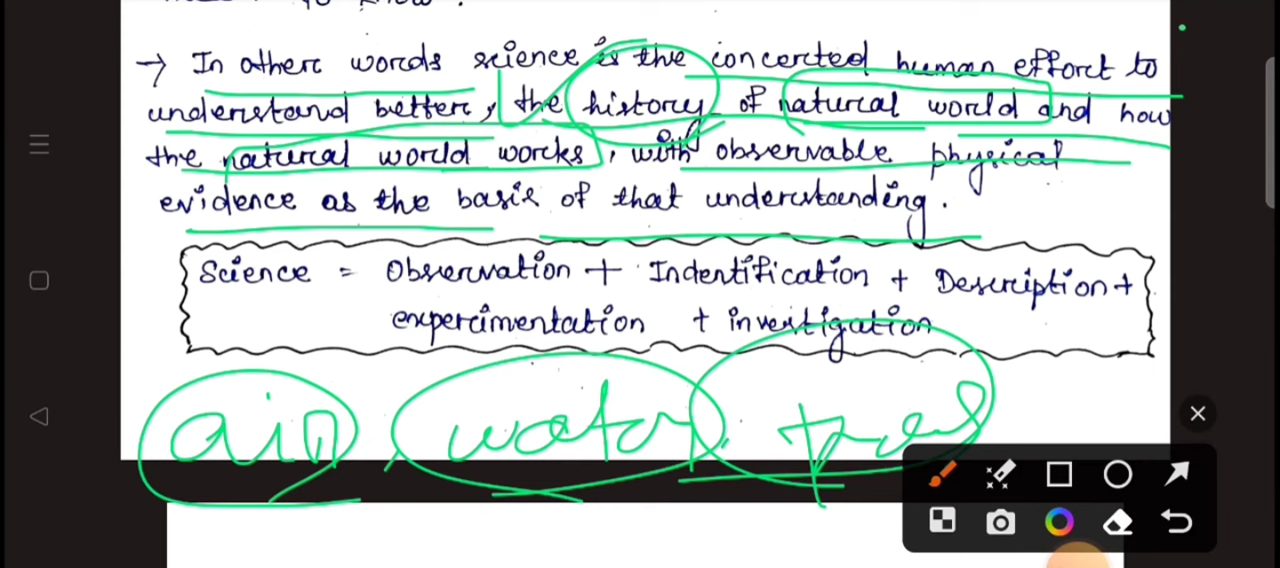 → In other words science is the concerted human effort to
understand better, the history of natural world and how
the natural world works, with observable physical
evidence as the basis of that understanding.
Science = Observation + Indentification + Description +
experimentation + investigation
air, water, trees